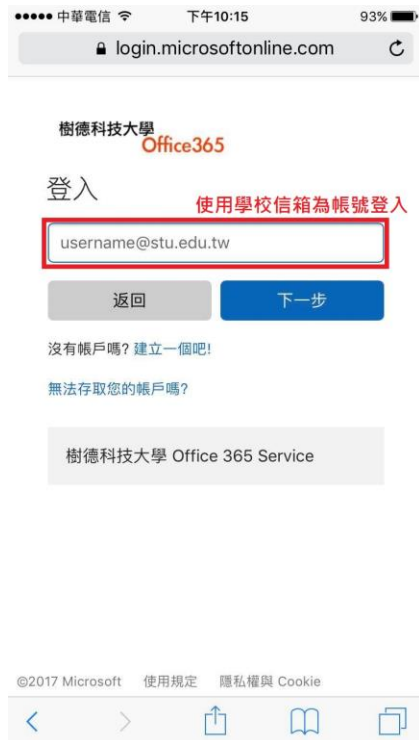 中華電信 下午10:15 93%
login.microsoftonline.com
樹德科技大學
Office365
登入
使用學校信箱為帳號登入
username@stu.edu.tw
返回 下一步
沒有帳戶嗎? 建立一個吧!
無法存取您的帳戶嗎?
樹德科技大學 Office 365 Service
©2017 Microsoft 使用規定 隱私權與 Cookie